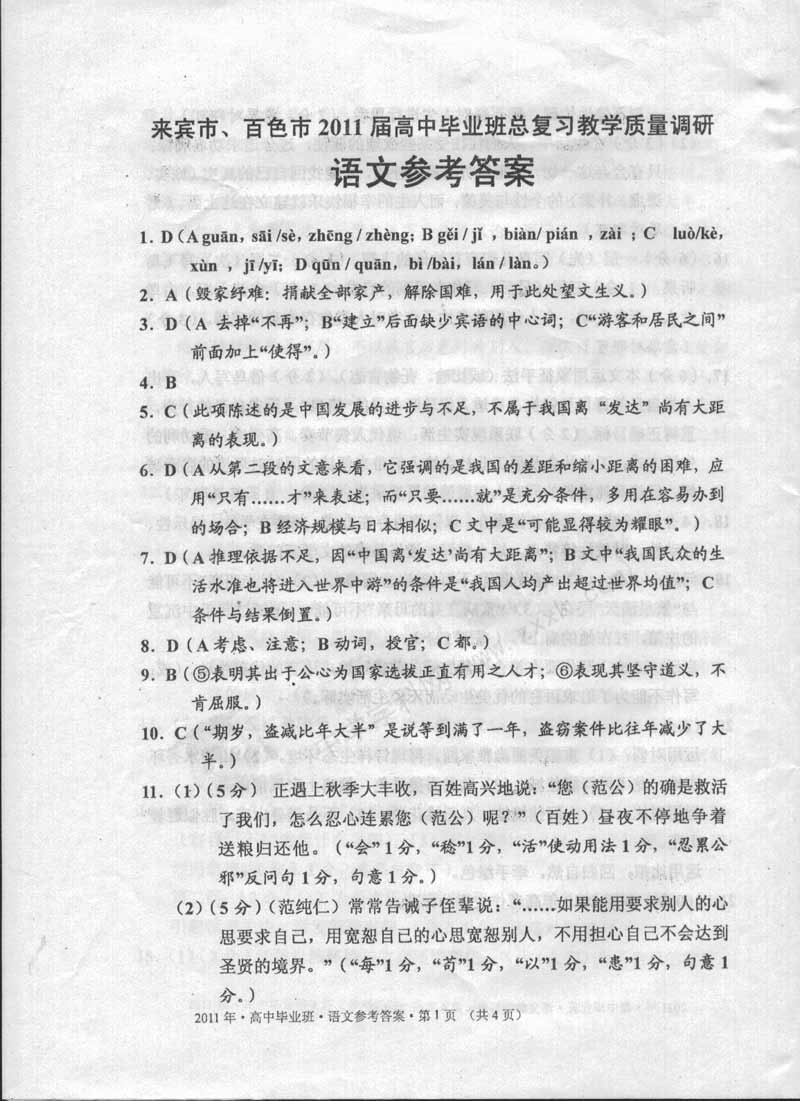 来宾市、百色市 2011 届高中毕业班总复习教学质量调研
语文参考答案
1. D（A guān，sāi /sè，zhēng / zhèng；B gěi / jǐ ，biàn/ pián ，zài ；C luò/kè，
xùn ，jī /yǐ；D qūn / quān，bì /bài，lán / làn。）
2. A（毁家纾难：捐献全部家产，解除国难，用于此处望文生义。）
3. D（A 去掉“不再”；B“建立”后面缺少宾语的中心词；C“游客和居民之间”
前面加上“使得”。）
4. B
5. C（此项陈述的是中国发展的进步与不足，不属于我国离 “发达” 尚有大距
离的表现。）
6. D（A 从第二段的文意来看，它强调的是我国的差距和缩小距离的困难，应
用“只有……才”来表述；而“只要……就”是充分条件，多用在容易办到
的场合；B 经济规模与日本相似；C 文中是“可能显得较为耀眼”。）
7. D（A 推理依据不足，因“中国离‘发达’尚有大距离”；B 文中“我国民众的生
活水准也将进入世界中游”的条件是“我国人均产出超过世界均值”；C
条件与结果倒置。）
8. D（A 考虑、注意；B 动词，授官；C 都。）
9. B（⑤表明其出于公心为国家选拔正直有用之人才；⑥表现其坚守道义，不
肯屈服。）
10. C（“期岁，盗减比年大半” 是说等到满了一年，盗窃案件比往年减少了大
半。）
11.（1）（5 分） 正遇上秋季大丰收，百姓高兴地说：“您（范公）的确是救活
了我们，怎么忍心连累您（范公）呢？”（百姓）昼夜不停地争着
送粮归还他。（“会”1 分，“稔”1 分，“活”使动用法 1 分，“忍累公
邪”反问句 1 分，句意 1 分。）
（2）（5 分）（范纯仁）常常告诫子侄辈说：“……如果能用要求别人的心
思要求自己，用宽恕自己的心思宽恕别人，不用担心自己不会达到
圣贤的境界。”（“每”1 分，“苟”1 分，“以”1 分，“患”1 分，句意 1
分。）
2011 年·高中毕业班·语文参考答案·第 1 页 （共 4 页）